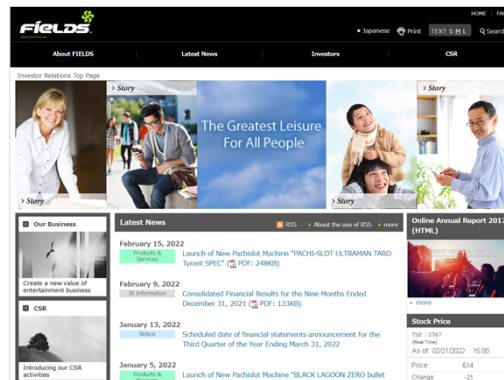 HOME
FIELDS
Japanese
Print
TEXT S M L
Search
About FIELDS
Latest News
Investors
CSR
Investor Relations Top Page
> Story
> Story
The Greatest Leisure
For All People
> Story
> Story
Our Business
Create a new value of
entertainment business
CSR
Introducing our CSR
activities
Latest News
RSS
About the use of RSS
more
February 15, 2022
Products &
Services
Launch of New Pachislot Machine "PACHI-SLOT ULTRAMAN TARO
Tyrant SPEC" ( PDF: 248KB)
February 9, 2022
IR Information
Consolidated Financial Results for the Nine Months Ended
December 31, 2021 ( PDF: 133KB)
January 13, 2022
Notice
Scheduled date of financial statements announcement for the
Third Quarter of the Year Ending March 31, 2022
January 5, 2022
Products &
Launch of New Pachislot Machine "BLACK LAGOON ZERO bullet
Online Annual Report 2017
(HTML)
more
Stock Price
TSE : 2767
(Real Time)
As of 02/21/2022 15:00
Price 614
Change -21